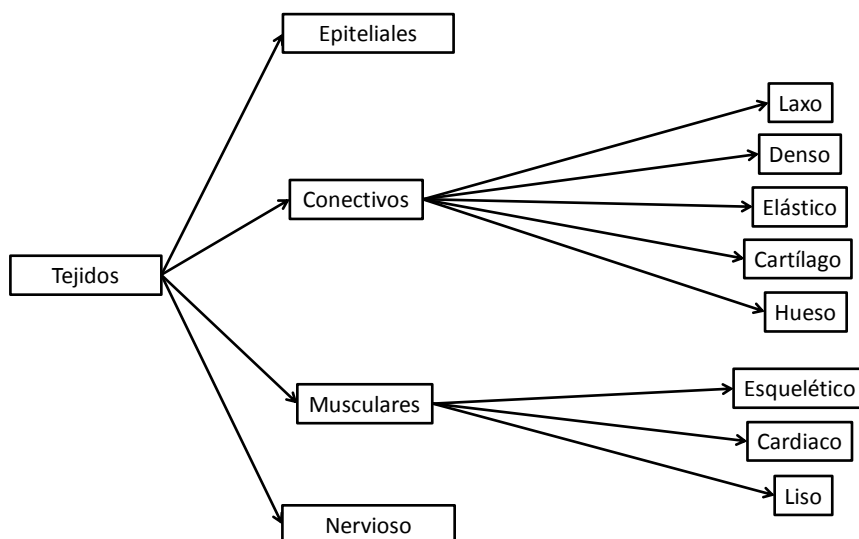 Epiteliales
Laxo
Denso
Conectivos
Elástico
Cartílago
Tejidos
Hueso
Esquelético
Musculares
Cardiaco
Liso
Nervioso